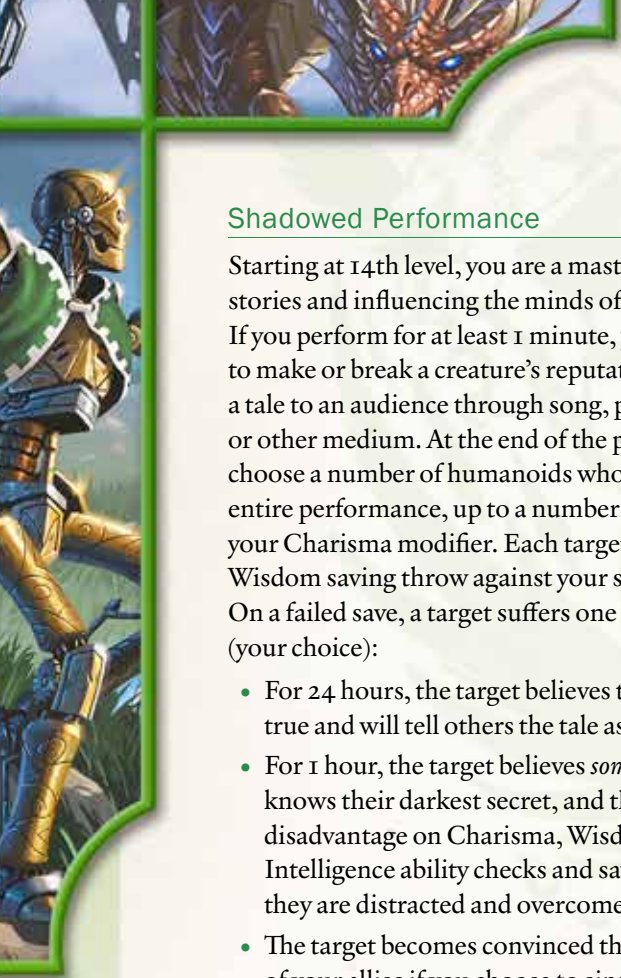 Shadowed Performance
Starting at 14th level, you are a mast
stories and influencing the minds of
If you perform for at least 1 minute,
to make or break a creature’s reputat
a tale to an audience through song, p
or other medium. At the end of the p
choose a number of humanoids who
entire performance, up to a number
your Charisma modifier. Each target
Wisdom saving throw against your s
On a failed save, a target suffers one
(your choice):
• For 24 hours, the target believes t
true and will tell others the tale as
• For 1 hour, the target believes som
knows their darkest secret, and th
disadvantage on Charisma, Wisd
Intelligence ability checks and sa
they are distracted and overcome
• The target becomes convinced th